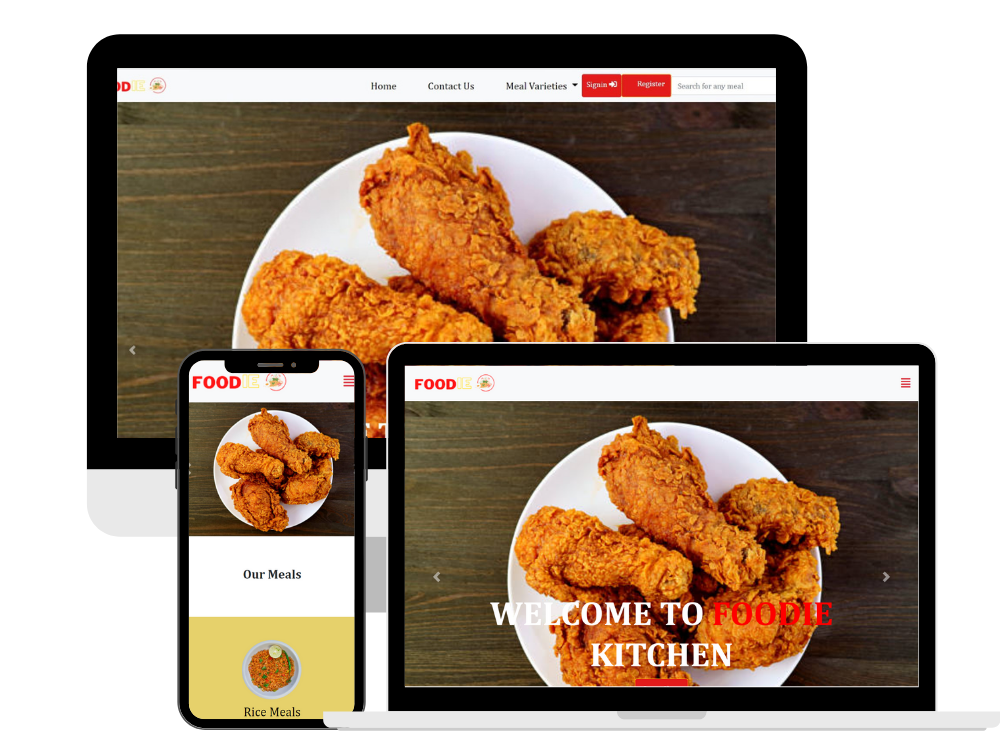 ODIE
Home
Contact Us
Meal Varieties
Signin
Register
Search for any meal
FOODIE
Our Meals
Rice Meals
FOODIE
WELCOME TO FOODIE
KITCHEN